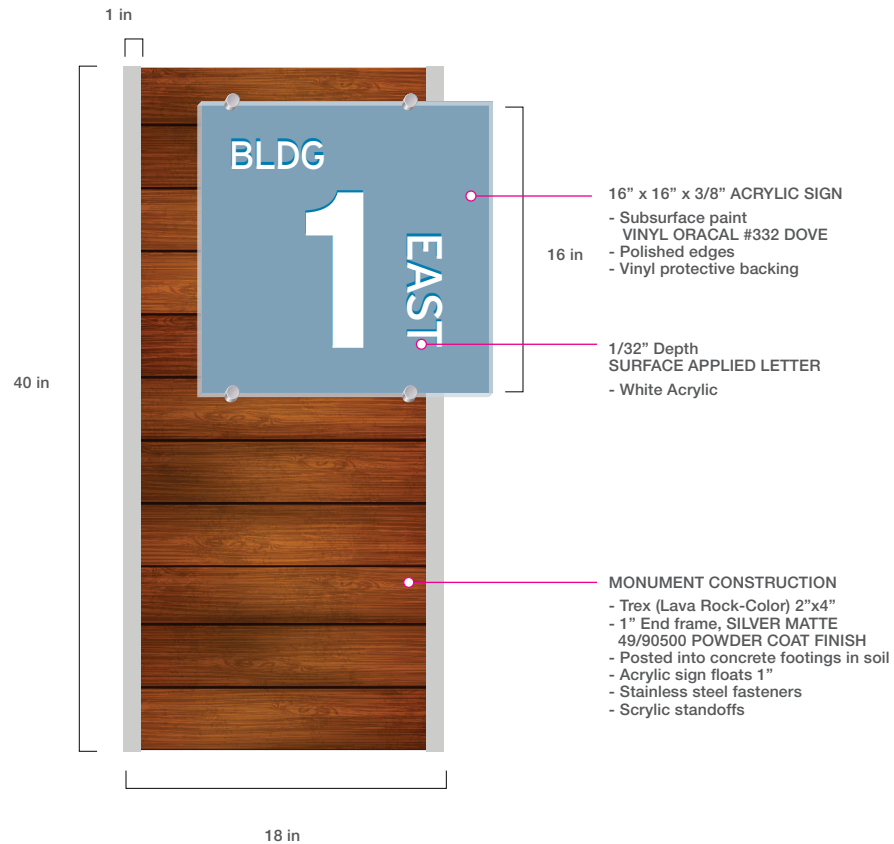 1 in
BLDG
1
EAST
16” x 16” x 3/8” ACRYLIC SIGN
- Subsurface paint
VINYL ORACAL #332 DOVE
- Polished edges
- Vinyl protective backing
16 in
1/32” Depth
SURFACE APPLIED LETTER
- White Acrylic
40 in
MONUMENT CONSTRUCTION
- Trex (Lava Rock-Color) 2”x4”
- 1” End frame, SILVER MATTE
49/90500 POWDER COAT FINISH
- Posted into concrete footings in soil
- Acrylic sign floats 1”
- Stainless steel fasteners
- Scrylic standoffs
18 in